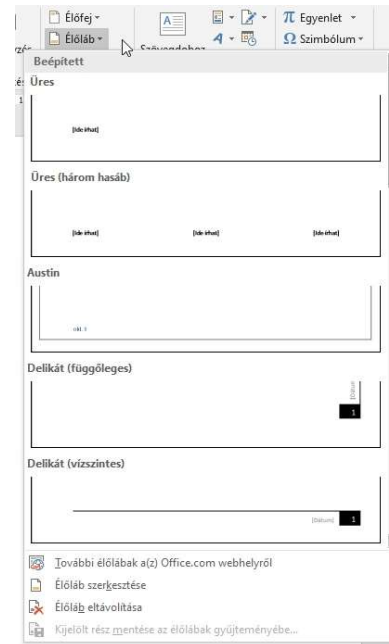 Élőfej
Egyenlet
Élőláb
Szimbólum
Beépített
Üres
[Ide írhat]
Üres (három hasáb)
[Ide írhat] [Ide írhat] [Ide írhat]
Austin
Delikát (függőleges)
1
Delikát (vízszintes)
[Dátum] 1
További élőlábak a(z) Office.com webhelyről
Élőláb szerkesztése
Élőláb eltávolítása
Kijelölt rész mentése az élőlábak gyűjteményébe...